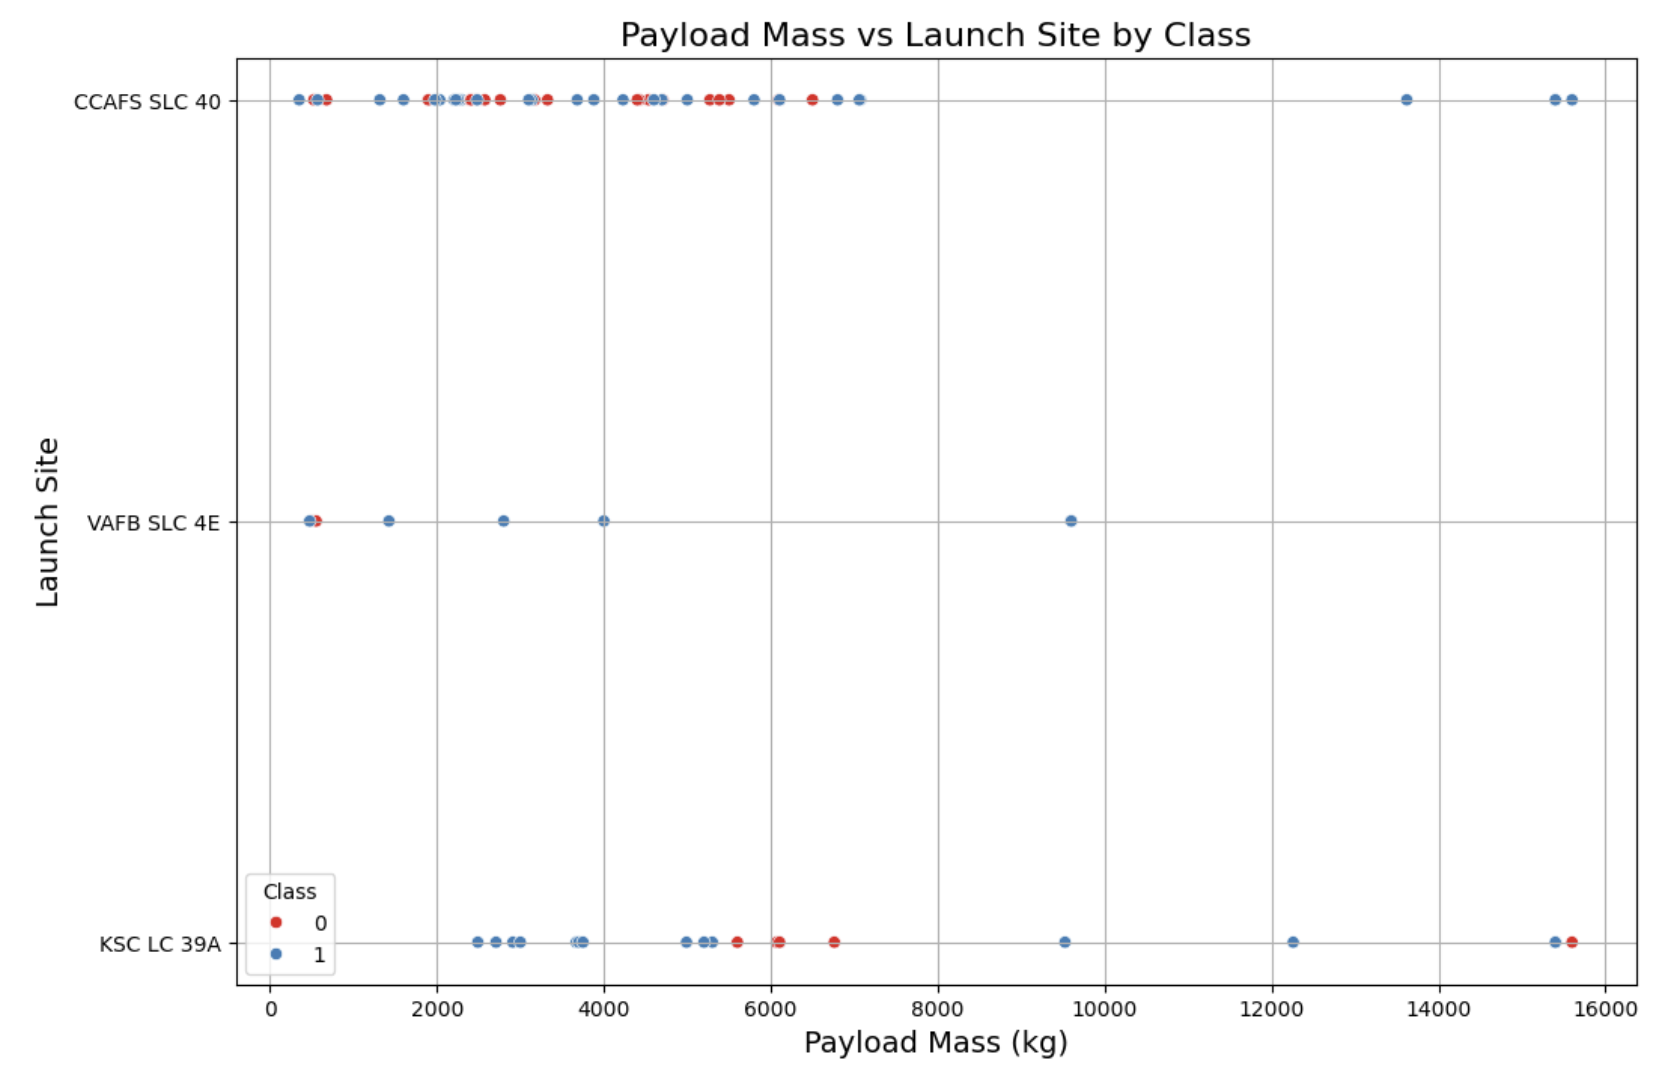 Payload Mass vs Launch Site by Class
CCAFS SLC 40
VAFB SLC 4E
KSC LC 39A
Launch Site
Class
0
1
0 2000 4000 6000 8000 10000 12000 14000 16000
Payload Mass (kg)